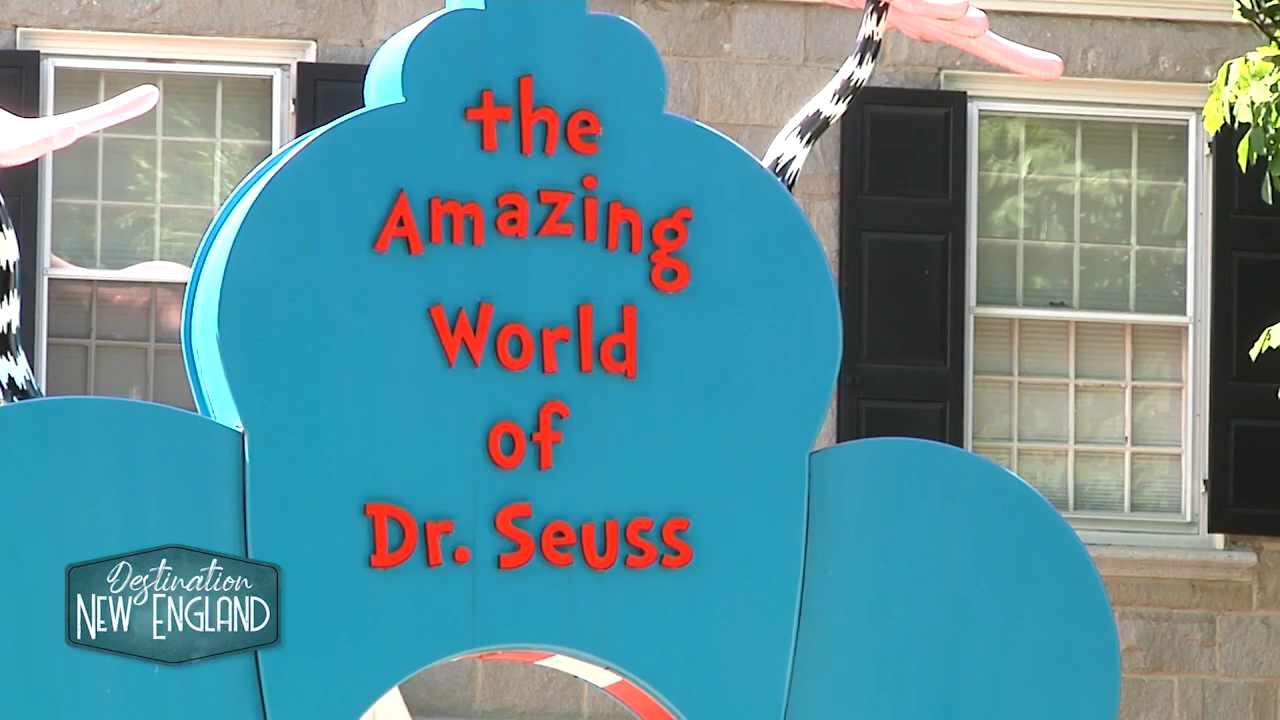 the
Amazing
World
of
Dr. Seuss
Destination
NEW ENGLAND